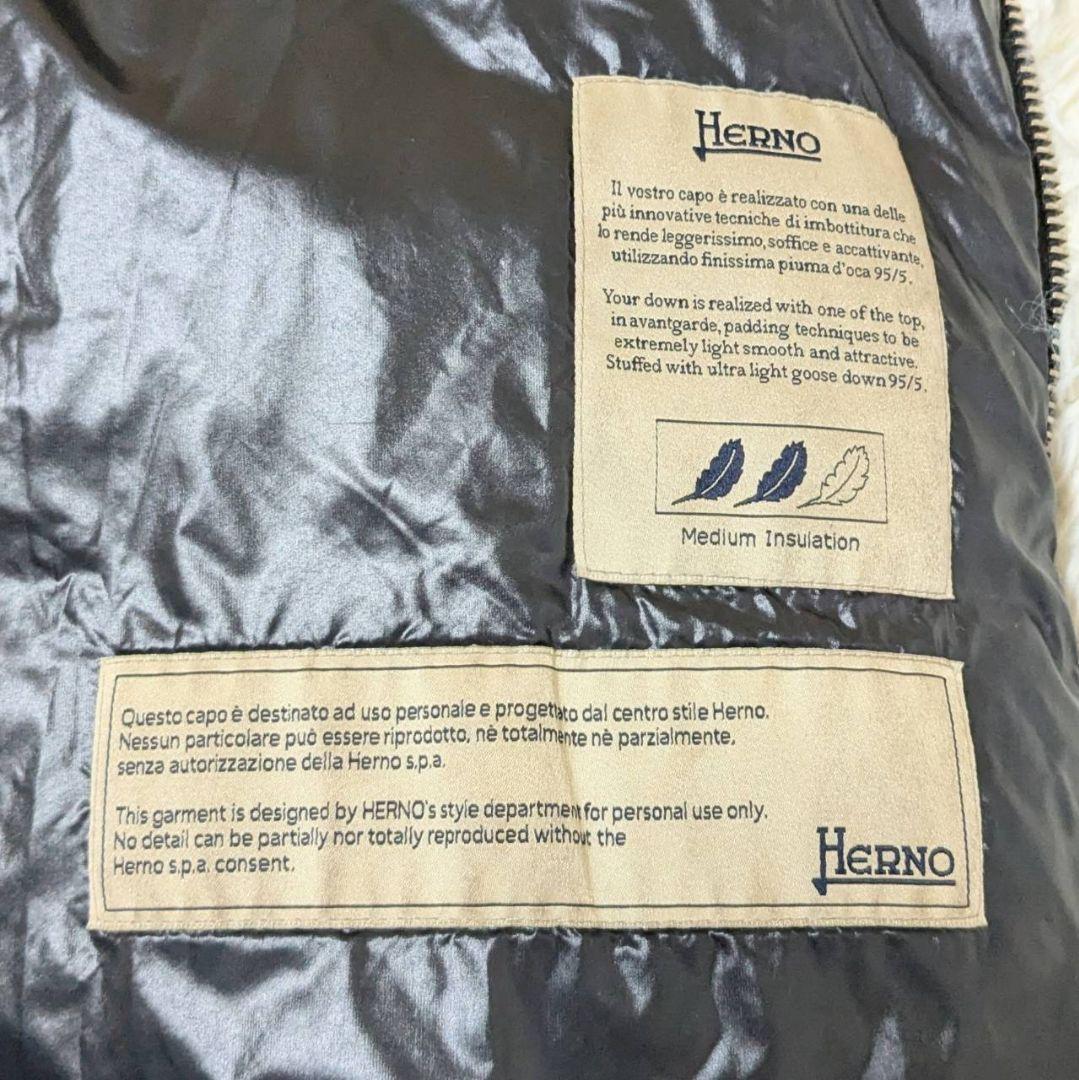 HERNO
Il vostro capo è realizzato con una delle
più innovative tecniche di imbottitura che
lo rende leggerissimo, soffice e accattivante,
utilizzando finissima piuma d'oca 95/5.
Your down is realized with one of the top,
in avantgarde, padding techniques to be
extremely light smooth and attractive.
Stuffed with ultra light goose down 95/5.
Medium Insulation
Questo capo è destinato ad uso personale e progettato dal centro stile Herno.
Nessun particolare può essere riprodotto, nè totalmente nè parzialmente,
senza autorizzazione della Herno s.p.a.
This garment is designed by HERNO's style department for personal use only.
No detail can be partially nor totally reproduced without the
Herno s.p.a. consent.
HERNO